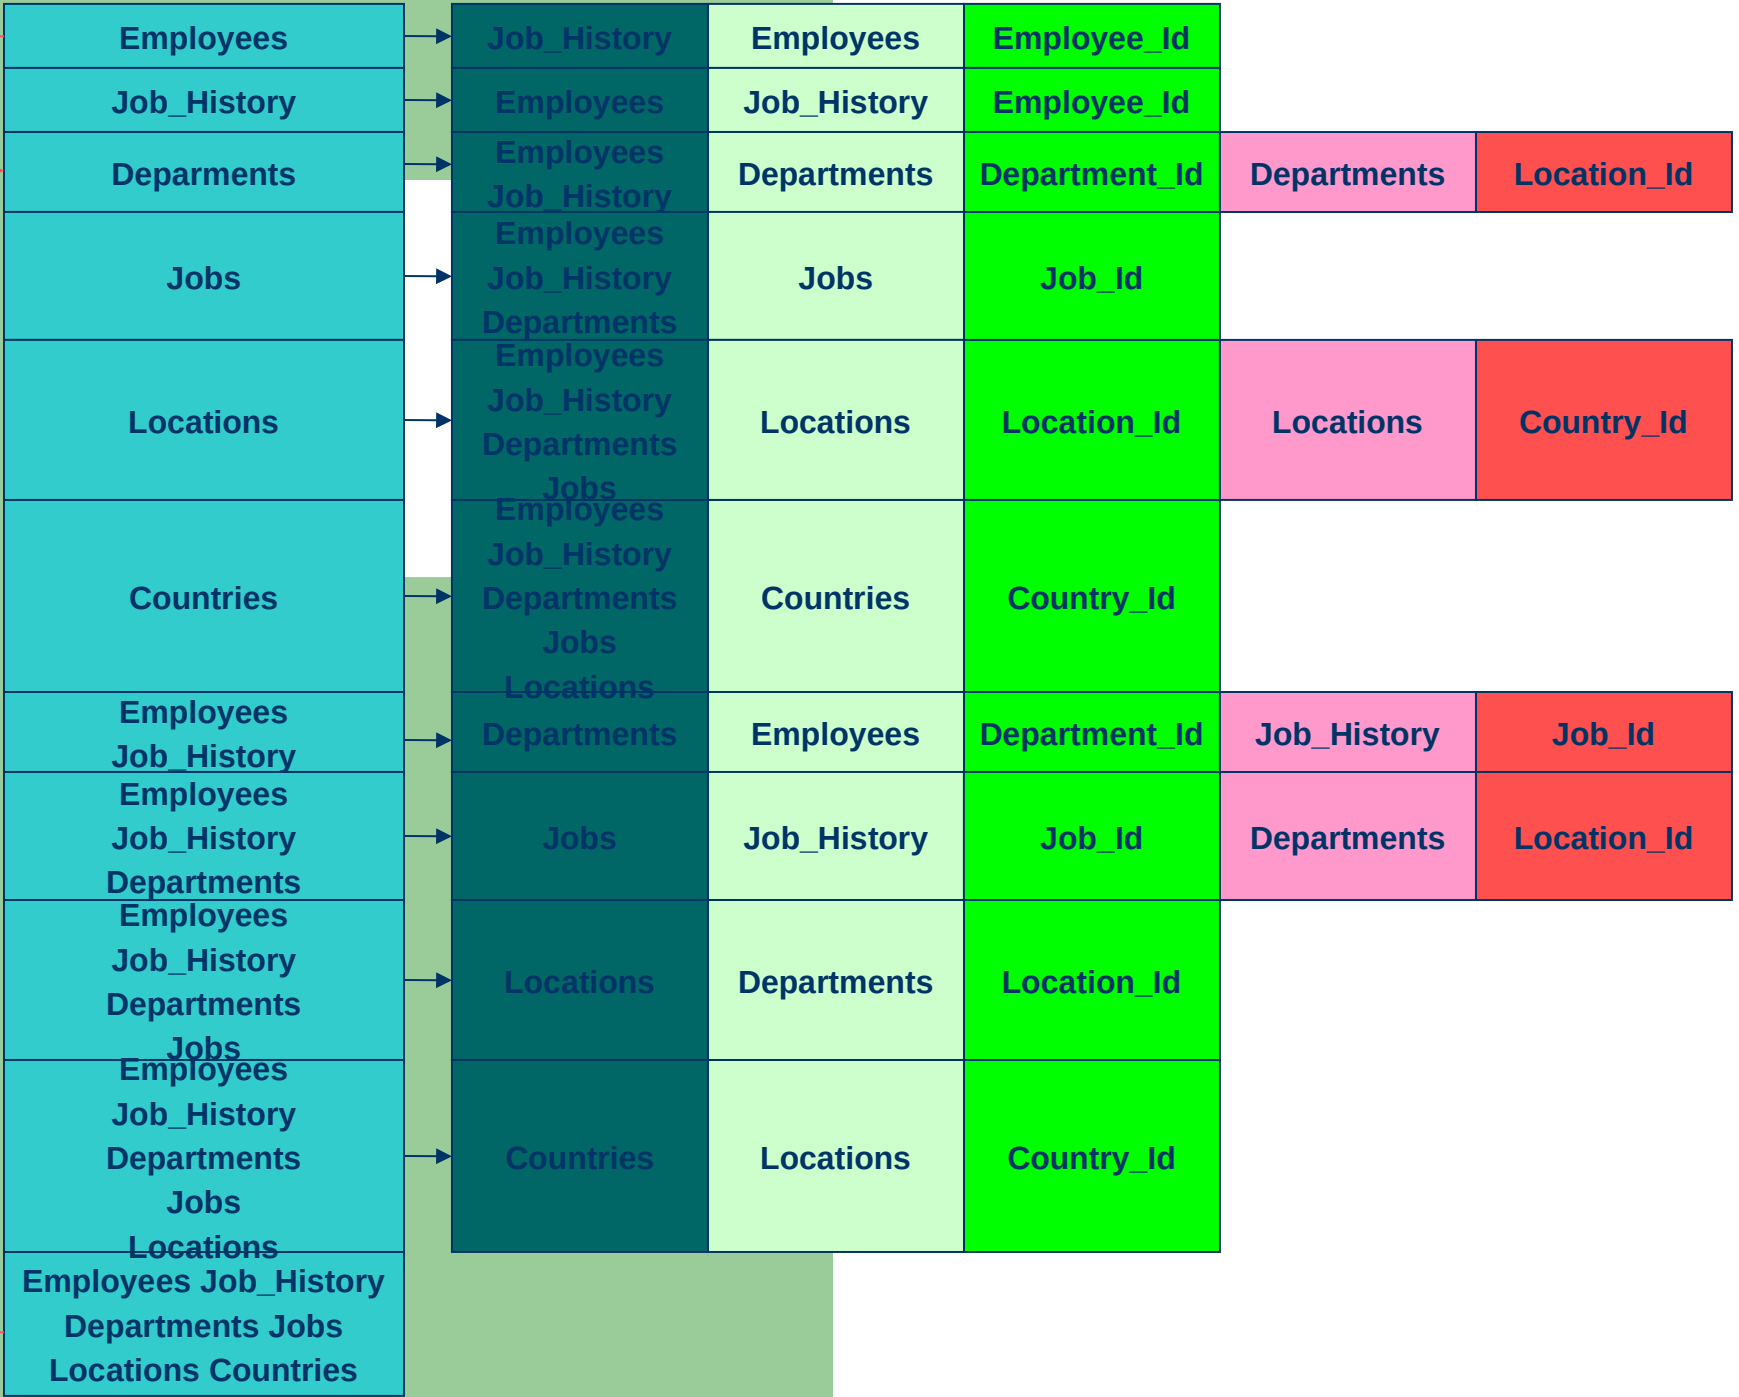 Employees
Job_History
Employees
Employee_Id
Job_History
Employees
Job_History
Employee_Id
Deparments
Employees
Job_History
Departments
Department_Id
Departments
Location_Id
Jobs
Employees
Job_History
Departments
Jobs
Job_Id
Locations
Employees
Job_History
Departments
Jobs
Locations
Location_Id
Locations
Country_Id
Countries
Employees
Job_History
Departments
Jobs
Locations
Countries
Country_Id
Employees
Job_History
Departments
Employees
Department_Id
Job_History
Job_Id
Employees
Job_History
Departments
Jobs
Job_History
Job_Id
Departments
Location_Id
Employees
Job_History
Departments
Jobs
Locations
Departments
Location_Id
Employees
Job_History
Departments
Jobs
Locations
Countries
Locations
Country_Id
Employees Job_History
Departments Jobs
Locations Countries